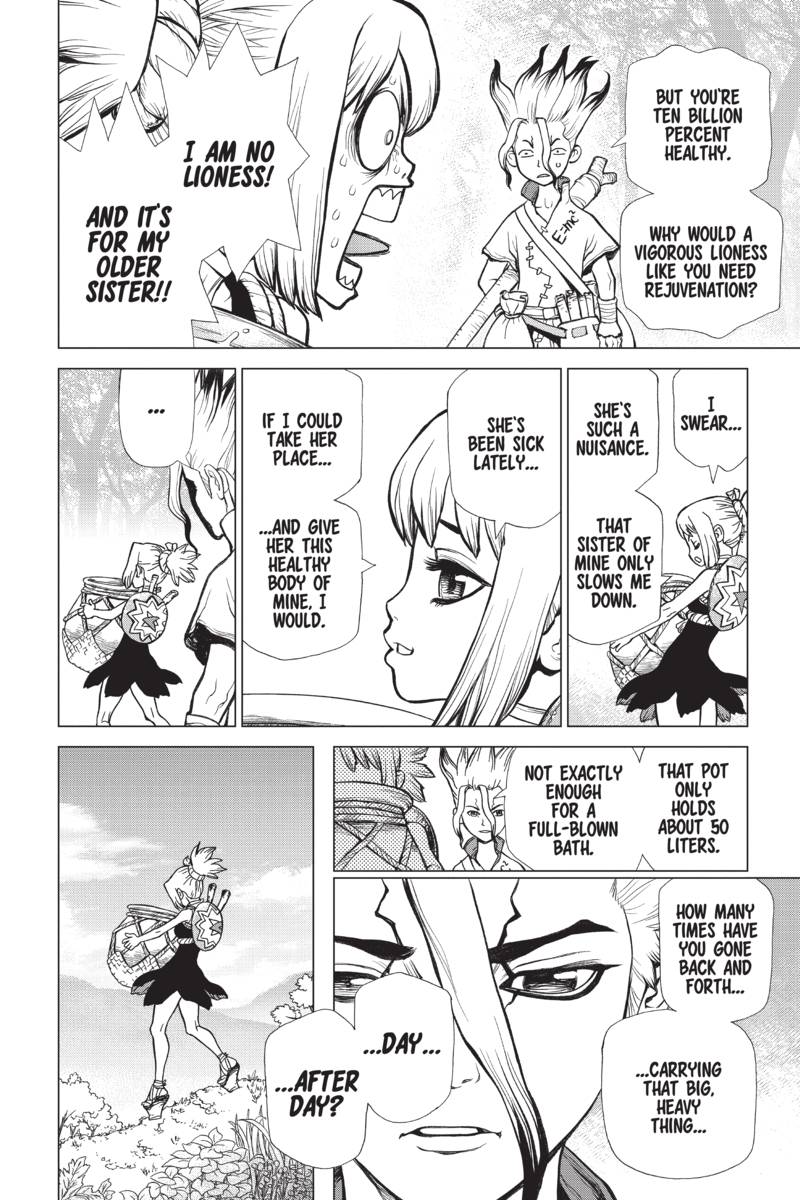 BUT YOU'RE
TEN BILLION
PERCENT
HEALTHY.
WHY WOULD A
VIGOROUS LIONESS
LIKE YOU NEED
REJUVENATION?
E=mc²
I AM NO
LIONESS!
AND IT'S
FOR MY
OLDER
SISTER!!
I
SWEAR...
SHE'S
SUCH A
NUISANCE.
THAT
SISTER OF
MINE ONLY
SLOWS ME
DOWN.
SHE'S
BEEN SICK
LATELY...
IF I COULD
TAKE HER
PLACE...
...AND GIVE
HER THIS
HEALTHY
BODY OF
MINE, I
WOULD.
...
THAT POT
ONLY
HOLDS
ABOUT 50
LITERS.
NOT EXACTLY
ENOUGH
FOR A
FULL-BLOWN
BATH.
HOW MANY
TIMES HAVE
YOU GONE
BACK AND
FORTH...
...CARRYING
THAT BIG,
HEAVY
THING...
...DAY...
...AFTER
DAY?